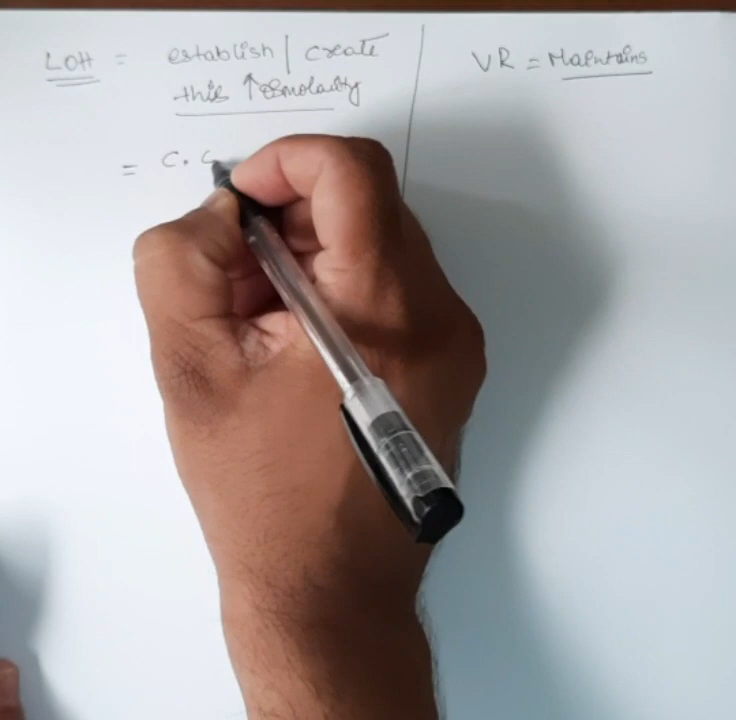 LOH = establish / create
this ↑ osmolarity
= C. C
VR = Maintains